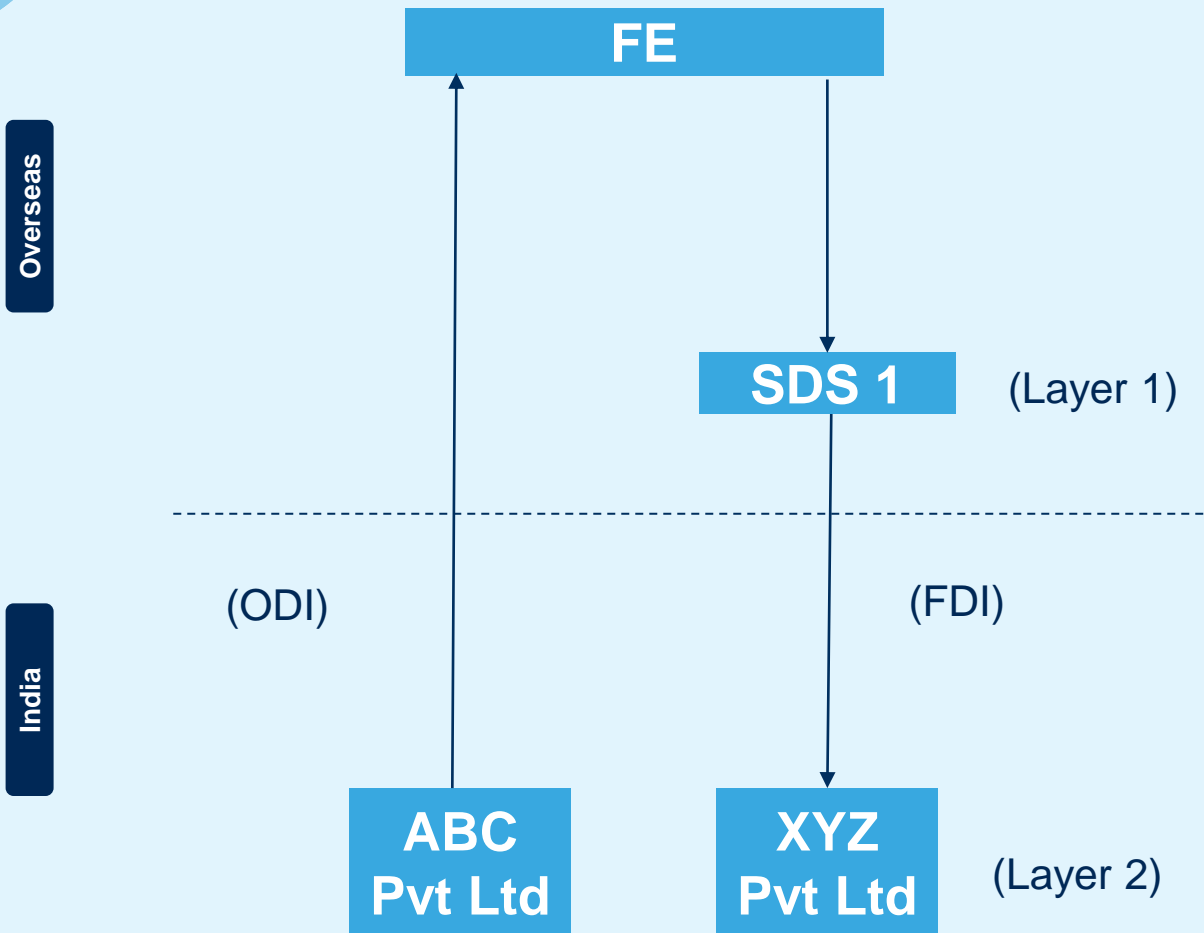 FE
Overseas
SDS 1
(Layer 1)
(ODI)
(FDI)
India
ABC
Pvt Ltd
XYZ
Pvt Ltd
(Layer 2)